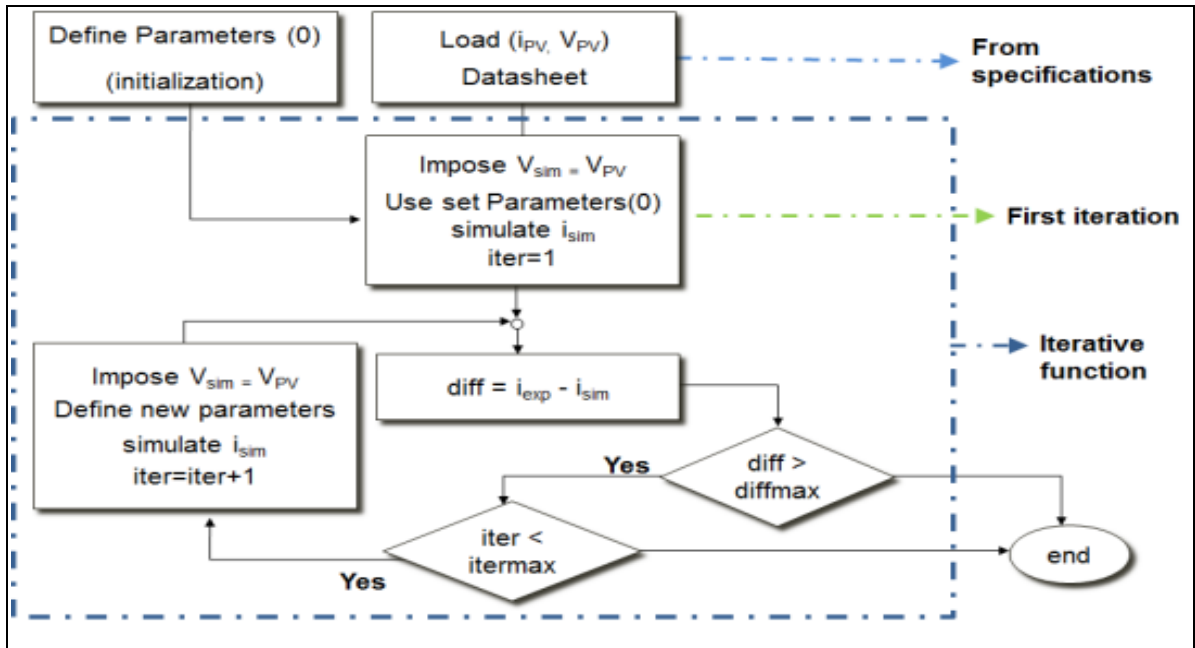 Define Parameters (0)
(initialization)
Load (iPV, VPV)
Datasheet
From
specifications
Impose Vsim = VPV
Use set Parameters(0)
simulate isim
iter=1
First iteration
Impose Vsim = VPV
Define new parameters
simulate isim
iter=iter+1
diff = iexp - isim
Iterative
function
diff >
diffmax
Yes
iter <
itermax
Yes
end